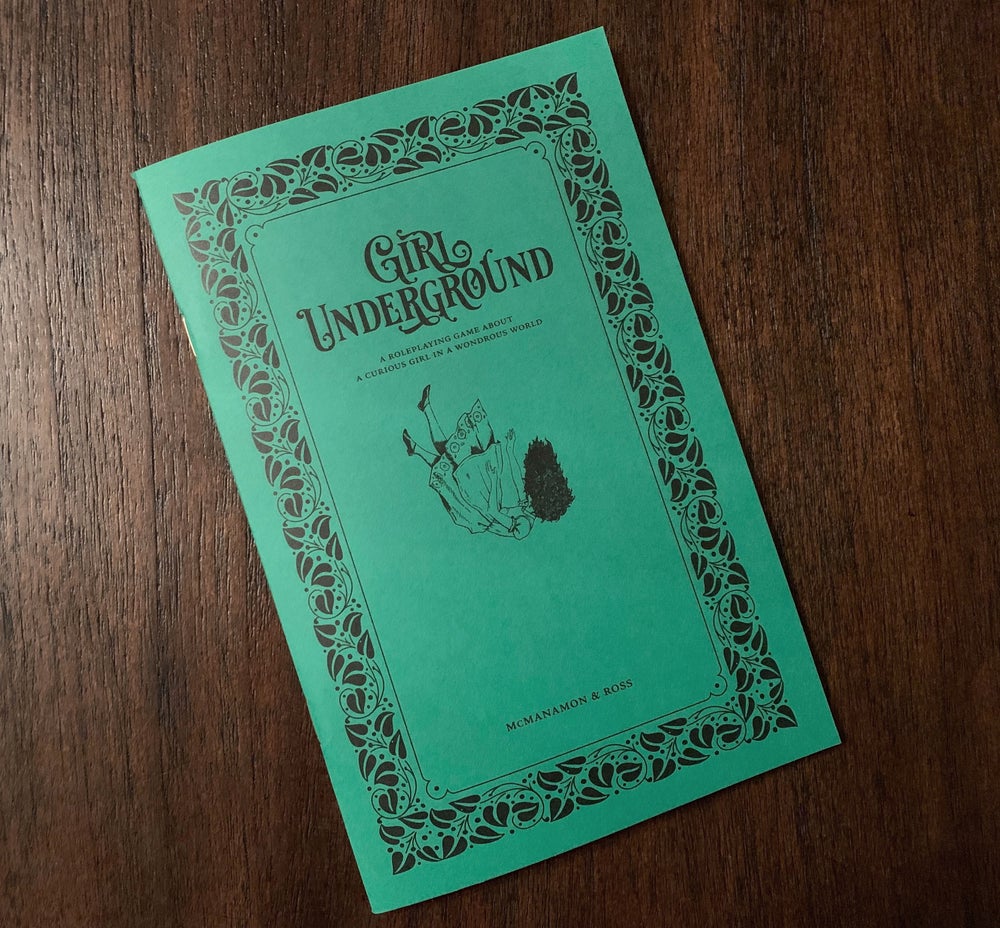 Girl
Underground
A ROLEPLAYING GAME ABOUT
A CURIOUS GIRL IN A WONDROUS WORLD
McMANAMON & ROSS